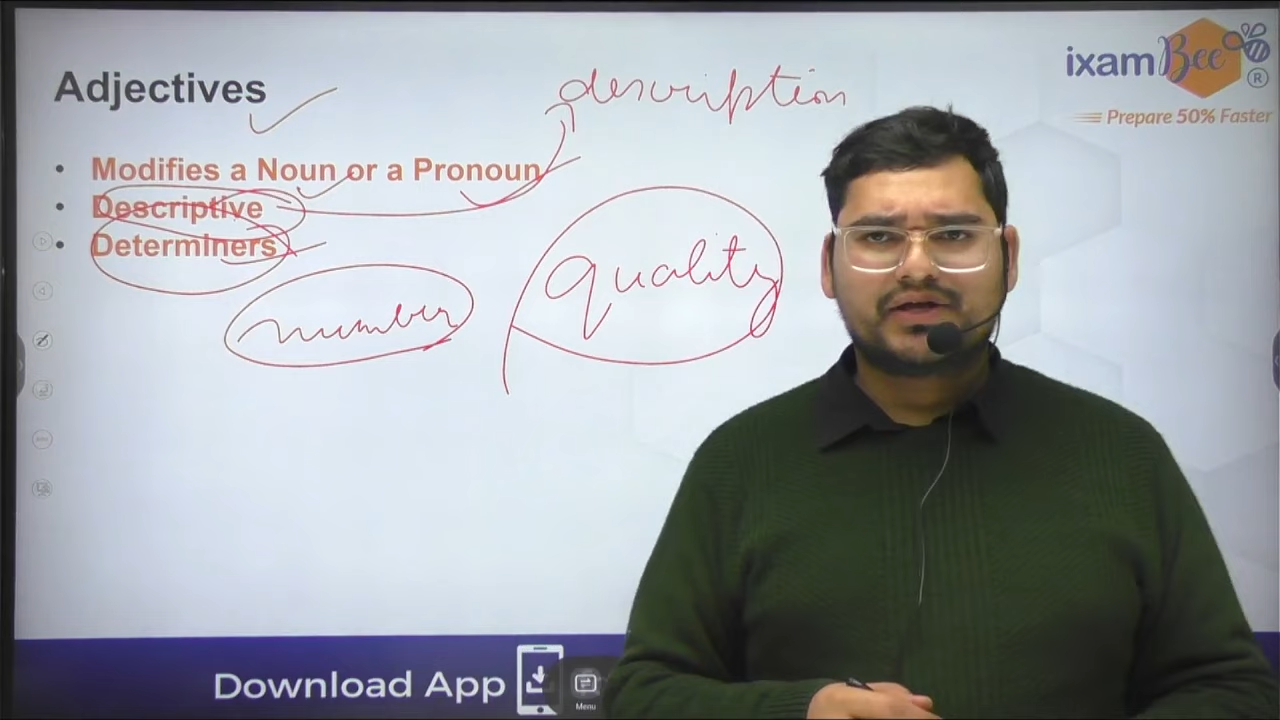 ixamBee
®
Prepare 50% Faster
Adjectives
description
• Modifies a Noun or a Pronoun
• Descriptive
• Determiners
quality
number
Download App
Menu